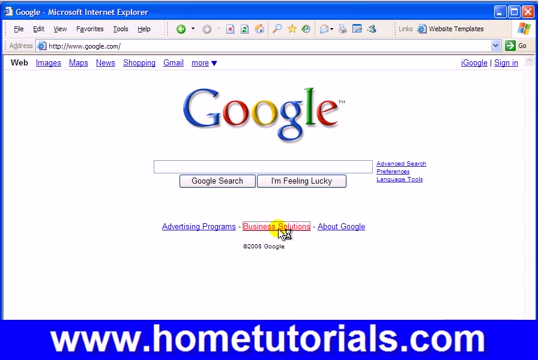 Google - Microsoft Internet Explorer
File Edit View Favorites Tools Help Links Website Templates
Address http://www.google.com/ Go
Web Images Maps News Shopping Gmail more ▼ iGoogle | Sign in
Google™
Advanced Search
Preferences
Language Tools
Google Search I'm Feeling Lucky
Advertising Programs - Business Solutions - About Google
©2008 Google
www.hometutorials.com